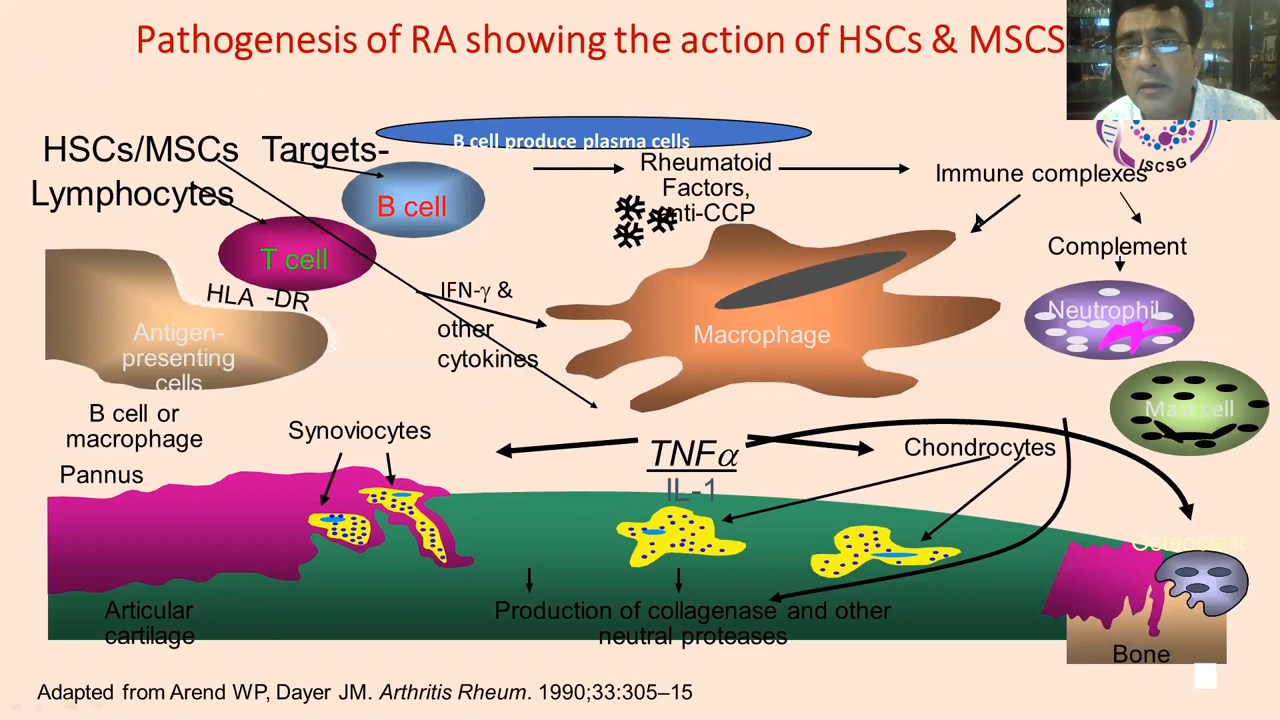 Pathogenesis of RA showing the action of HSCs & MSCS
B cell produce plasma cells
HSCs/MSCs Targets-
Lymphocytes
B cell
T cell
Rheumatoid
Factors,
anti-CCP
Immune complexes
ISCSG
Complement
HLA -DR
IFN-γ &
other
cytokines
Antigen-
presenting
cells
Macrophage
Neutrophil
Mast cell
B cell or
macrophage
Synoviocytes
Pannus
TNFα
IL-1
Chondrocytes
Osteoclast
Articular
cartilage
Production of collagenase and other
neutral proteases
Bone
Adapted from Arend WP, Dayer JM. Arthritis Rheum. 1990;33:305–15